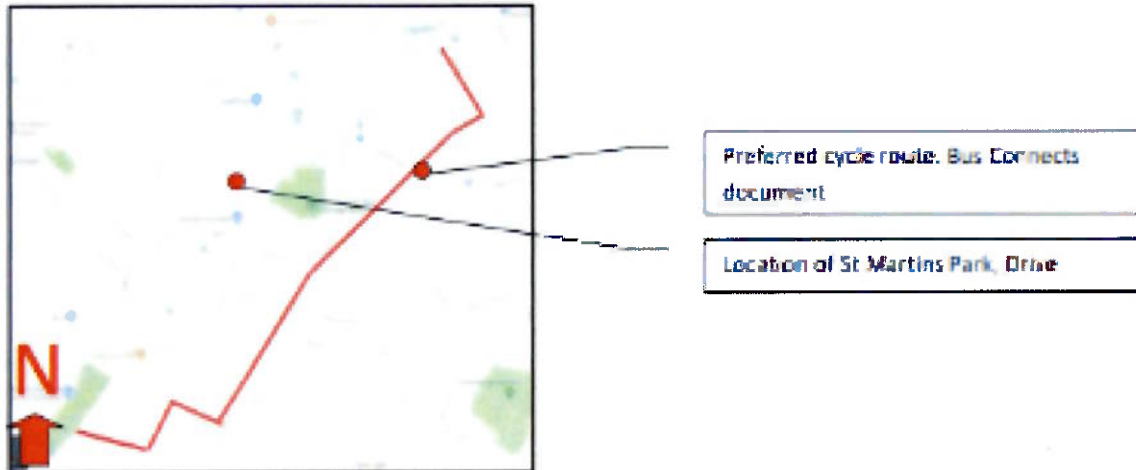 Preferred cycle route. Bus Connects
document
Location of St Martins Park, Drive
N